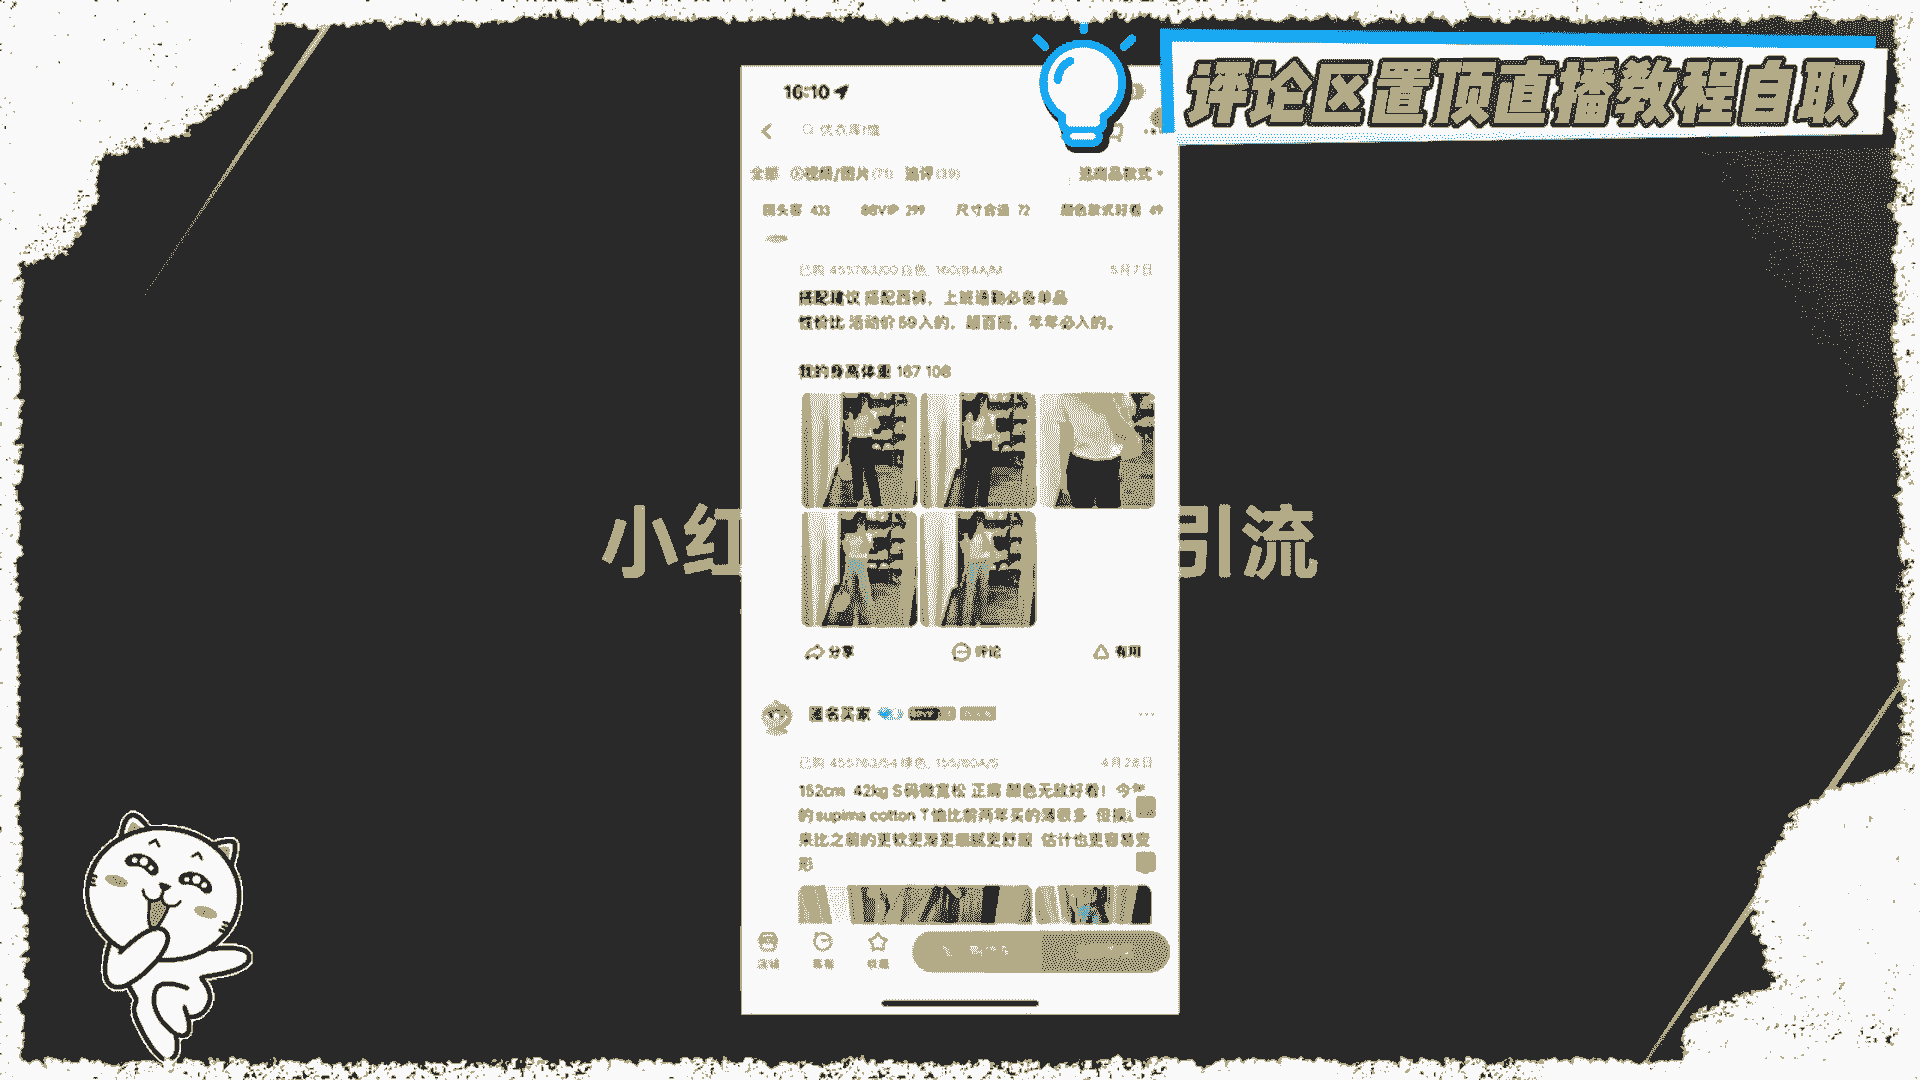 评论区置顶直播教程自取
16:10
全部 视频/图片(71) 追评(39) 选商品款式
回头客 433 88VIP 299 尺寸合适 72 颜色款式好看 69
已购 455763/00 白色, 160/84A/M 5月7日
搭配建议 搭配西裤，上班通勤必备单品
性价比 活动价59入的，超百搭，年年必入的。
我的身高体重 167 108
小红 引流
分享 评论 有用
匿名买家
已购 455763/54 绿色, 155/80A/S 4月28日
152cm 42kg S码微宽松 正肩 颜色无敌好看！今年
的supima cotton T恤比前两年买的薄很多 但摸
来比之前的更软更滑更细腻更舒服 估计也更容易变
形
店铺 客服 收藏